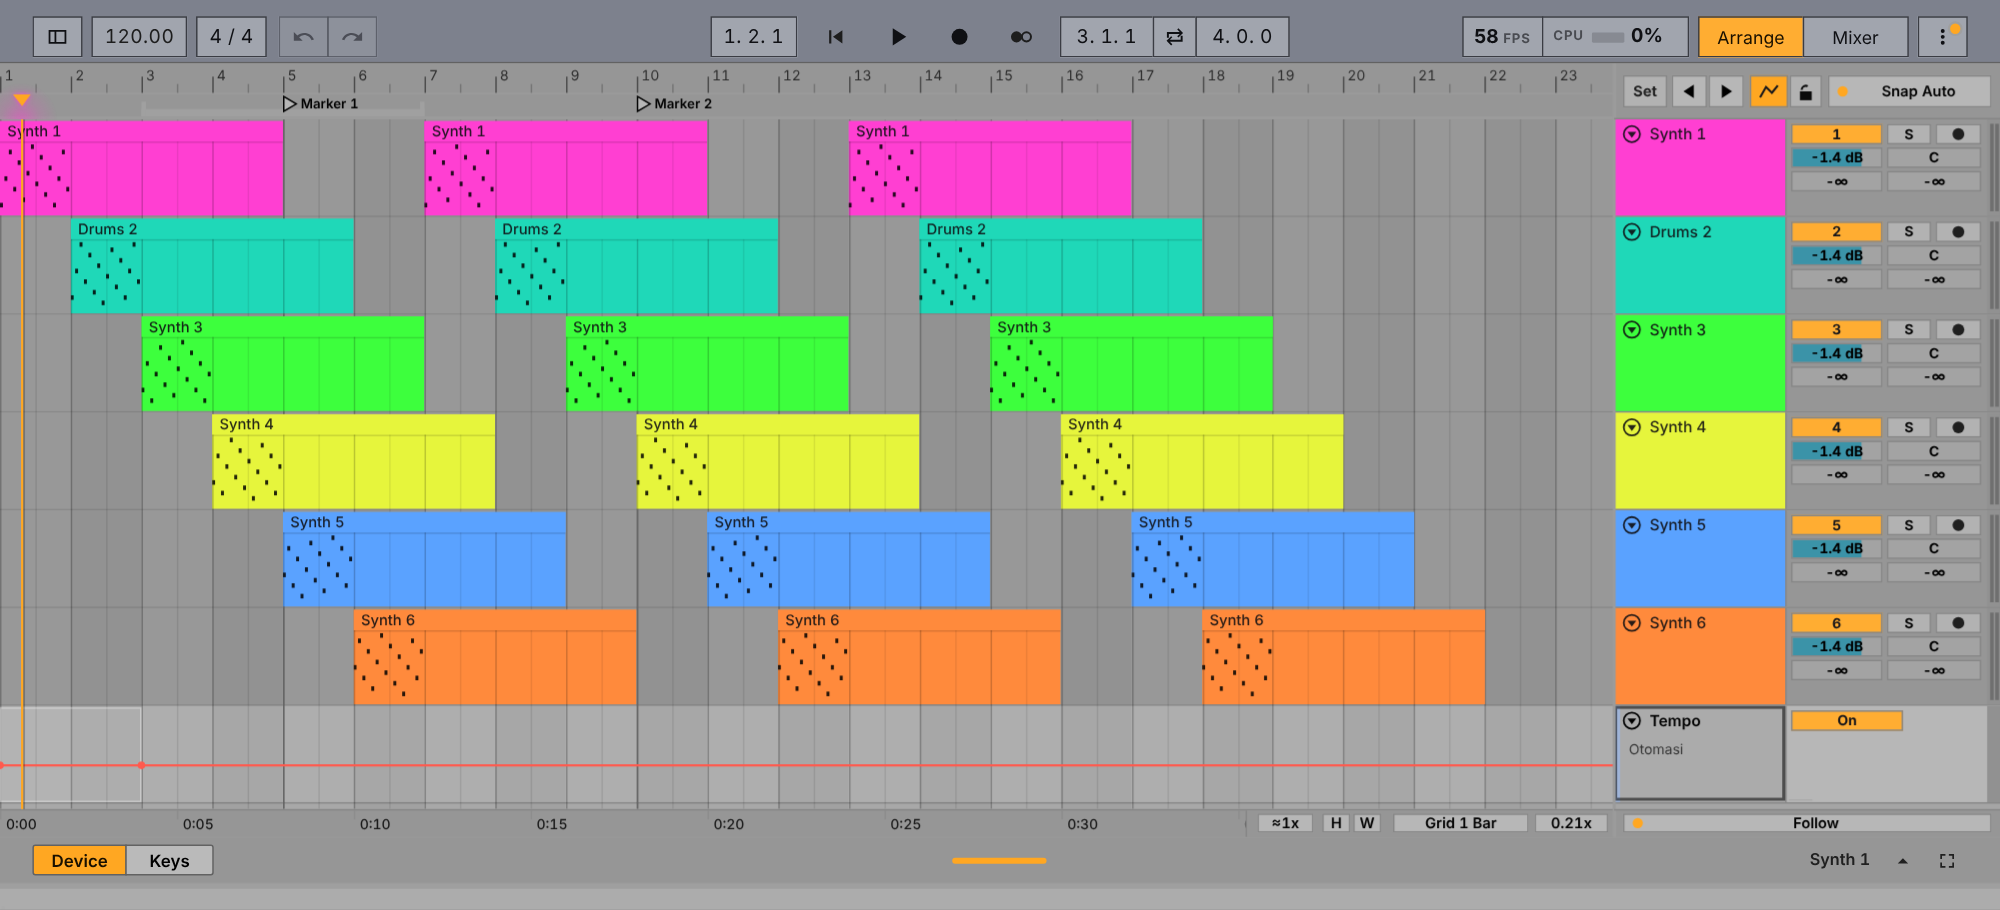 120.00 4 / 4 1. 2. 1 3. 1. 1 4. 0. 0 58 FPS CPU 0% Arrange Mixer
1 2 3 4 5 6 7 8 9 10 11 12 13 14 15 16 17 18 19 20 21 22 23
Set Snap Auto
Marker 1 Marker 2
Synth 1 Synth 1 Synth 1 Synth 1 1 S
-1.4 dB C
-∞ -∞
Drums 2 Drums 2 Drums 2 Drums 2 2 S
-1.4 dB C
-∞ -∞
Synth 3 Synth 3 Synth 3 Synth 3 3 S
-1.4 dB C
-∞ -∞
Synth 4 Synth 4 Synth 4 Synth 4 4 S
-1.4 dB C
-∞ -∞
Synth 5 Synth 5 Synth 5 Synth 5 5 S
-1.4 dB C
-∞ -∞
Synth 6 Synth 6 Synth 6 Synth 6 6 S
-1.4 dB C
-∞ -∞
Tempo On
Otomasi
0:00 0:05 0:10 0:15 0:20 0:25 0:30 ≈1x H W Grid 1 Bar 0.21x Follow
Device Keys Synth 1